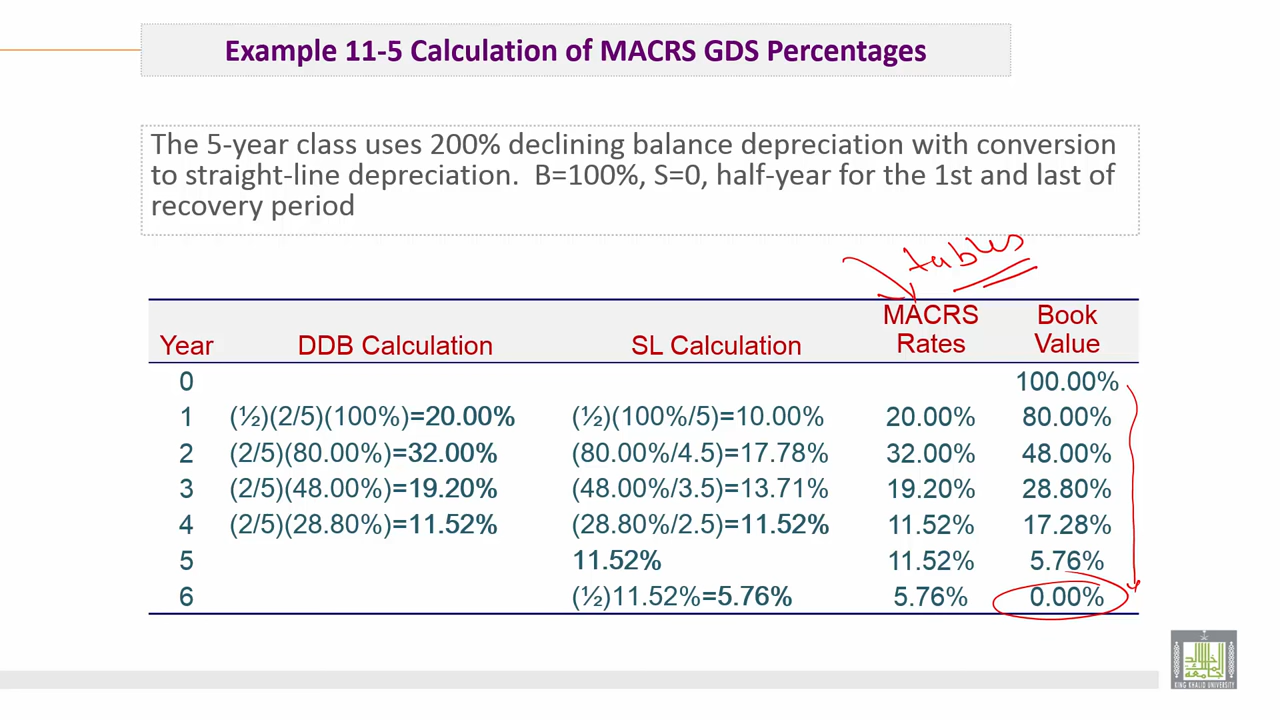 Example 11-5 Calculation of MACRS GDS Percentages
The 5-year class uses 200% declining balance depreciation with conversion
to straight-line depreciation. B=100%, S=0, half-year for the 1st and last of
recovery period
tables
Year DDB Calculation SL Calculation MACRS Rates Book Value
0 100.00%
1 (½)(2/5)(100%)=20.00% (½)(100%/5)=10.00% 20.00% 80.00%
2 (2/5)(80.00%)=32.00% (80.00%/4.5)=17.78% 32.00% 48.00%
3 (2/5)(48.00%)=19.20% (48.00%/3.5)=13.71% 19.20% 28.80%
4 (2/5)(28.80%)=11.52% (28.80%/2.5)=11.52% 11.52% 17.28%
5 11.52% 11.52% 5.76%
6 (½)11.52%=5.76% 5.76% 0.00%
KING KHALID UNIVERSITY